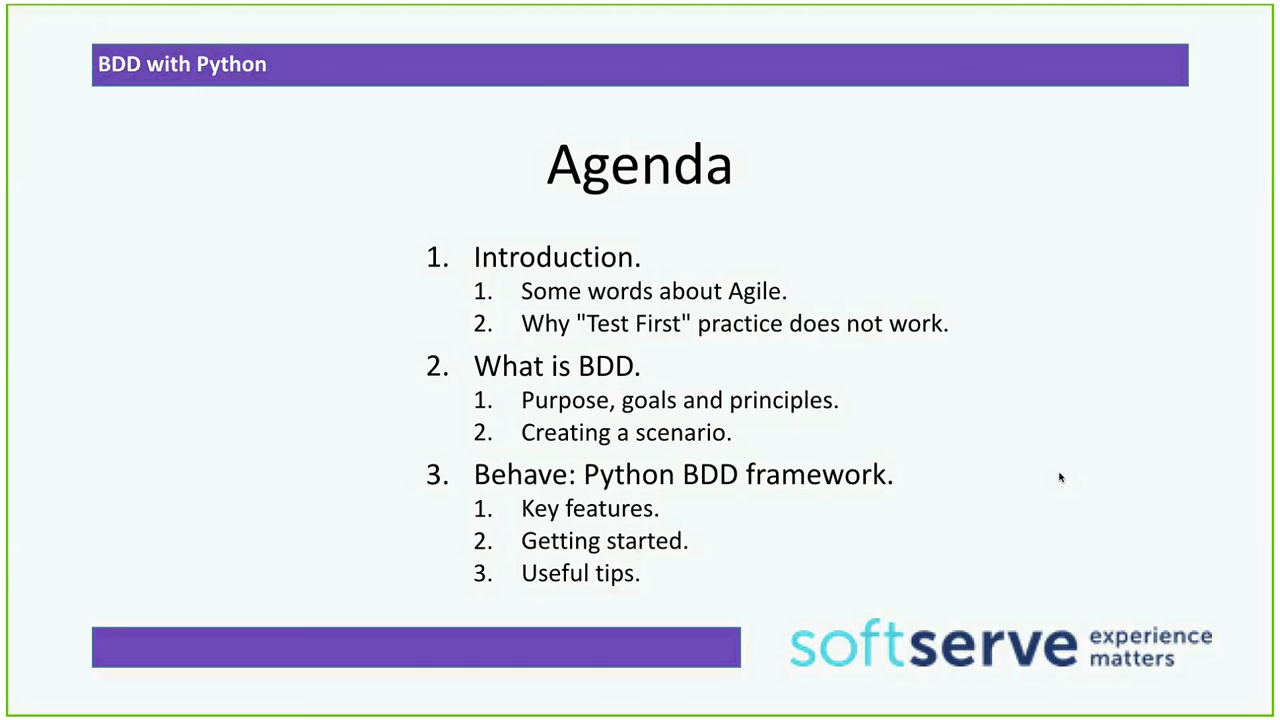 BDD with Python
Agenda
1. Introduction.
1. Some words about Agile.
2. Why "Test First" practice does not work.
2. What is BDD.
1. Purpose, goals and principles.
2. Creating a scenario.
3. Behave: Python BDD framework.
1. Key features.
2. Getting started.
3. Useful tips.
softserve experience
matters